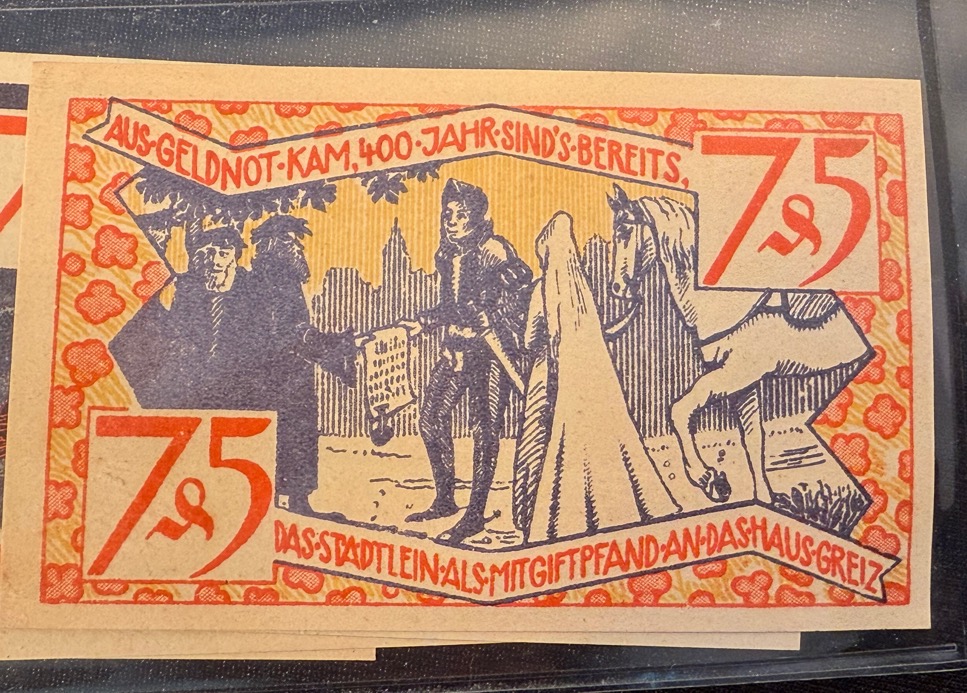 AUS·GELDNOT·KAM, 400·JAHR·SIND'S·BEREITS,
75
75
DAS·STÄDTLEIN·ALS·MITGIFTPFAND·AN·DAS·HAUS·GREIZ